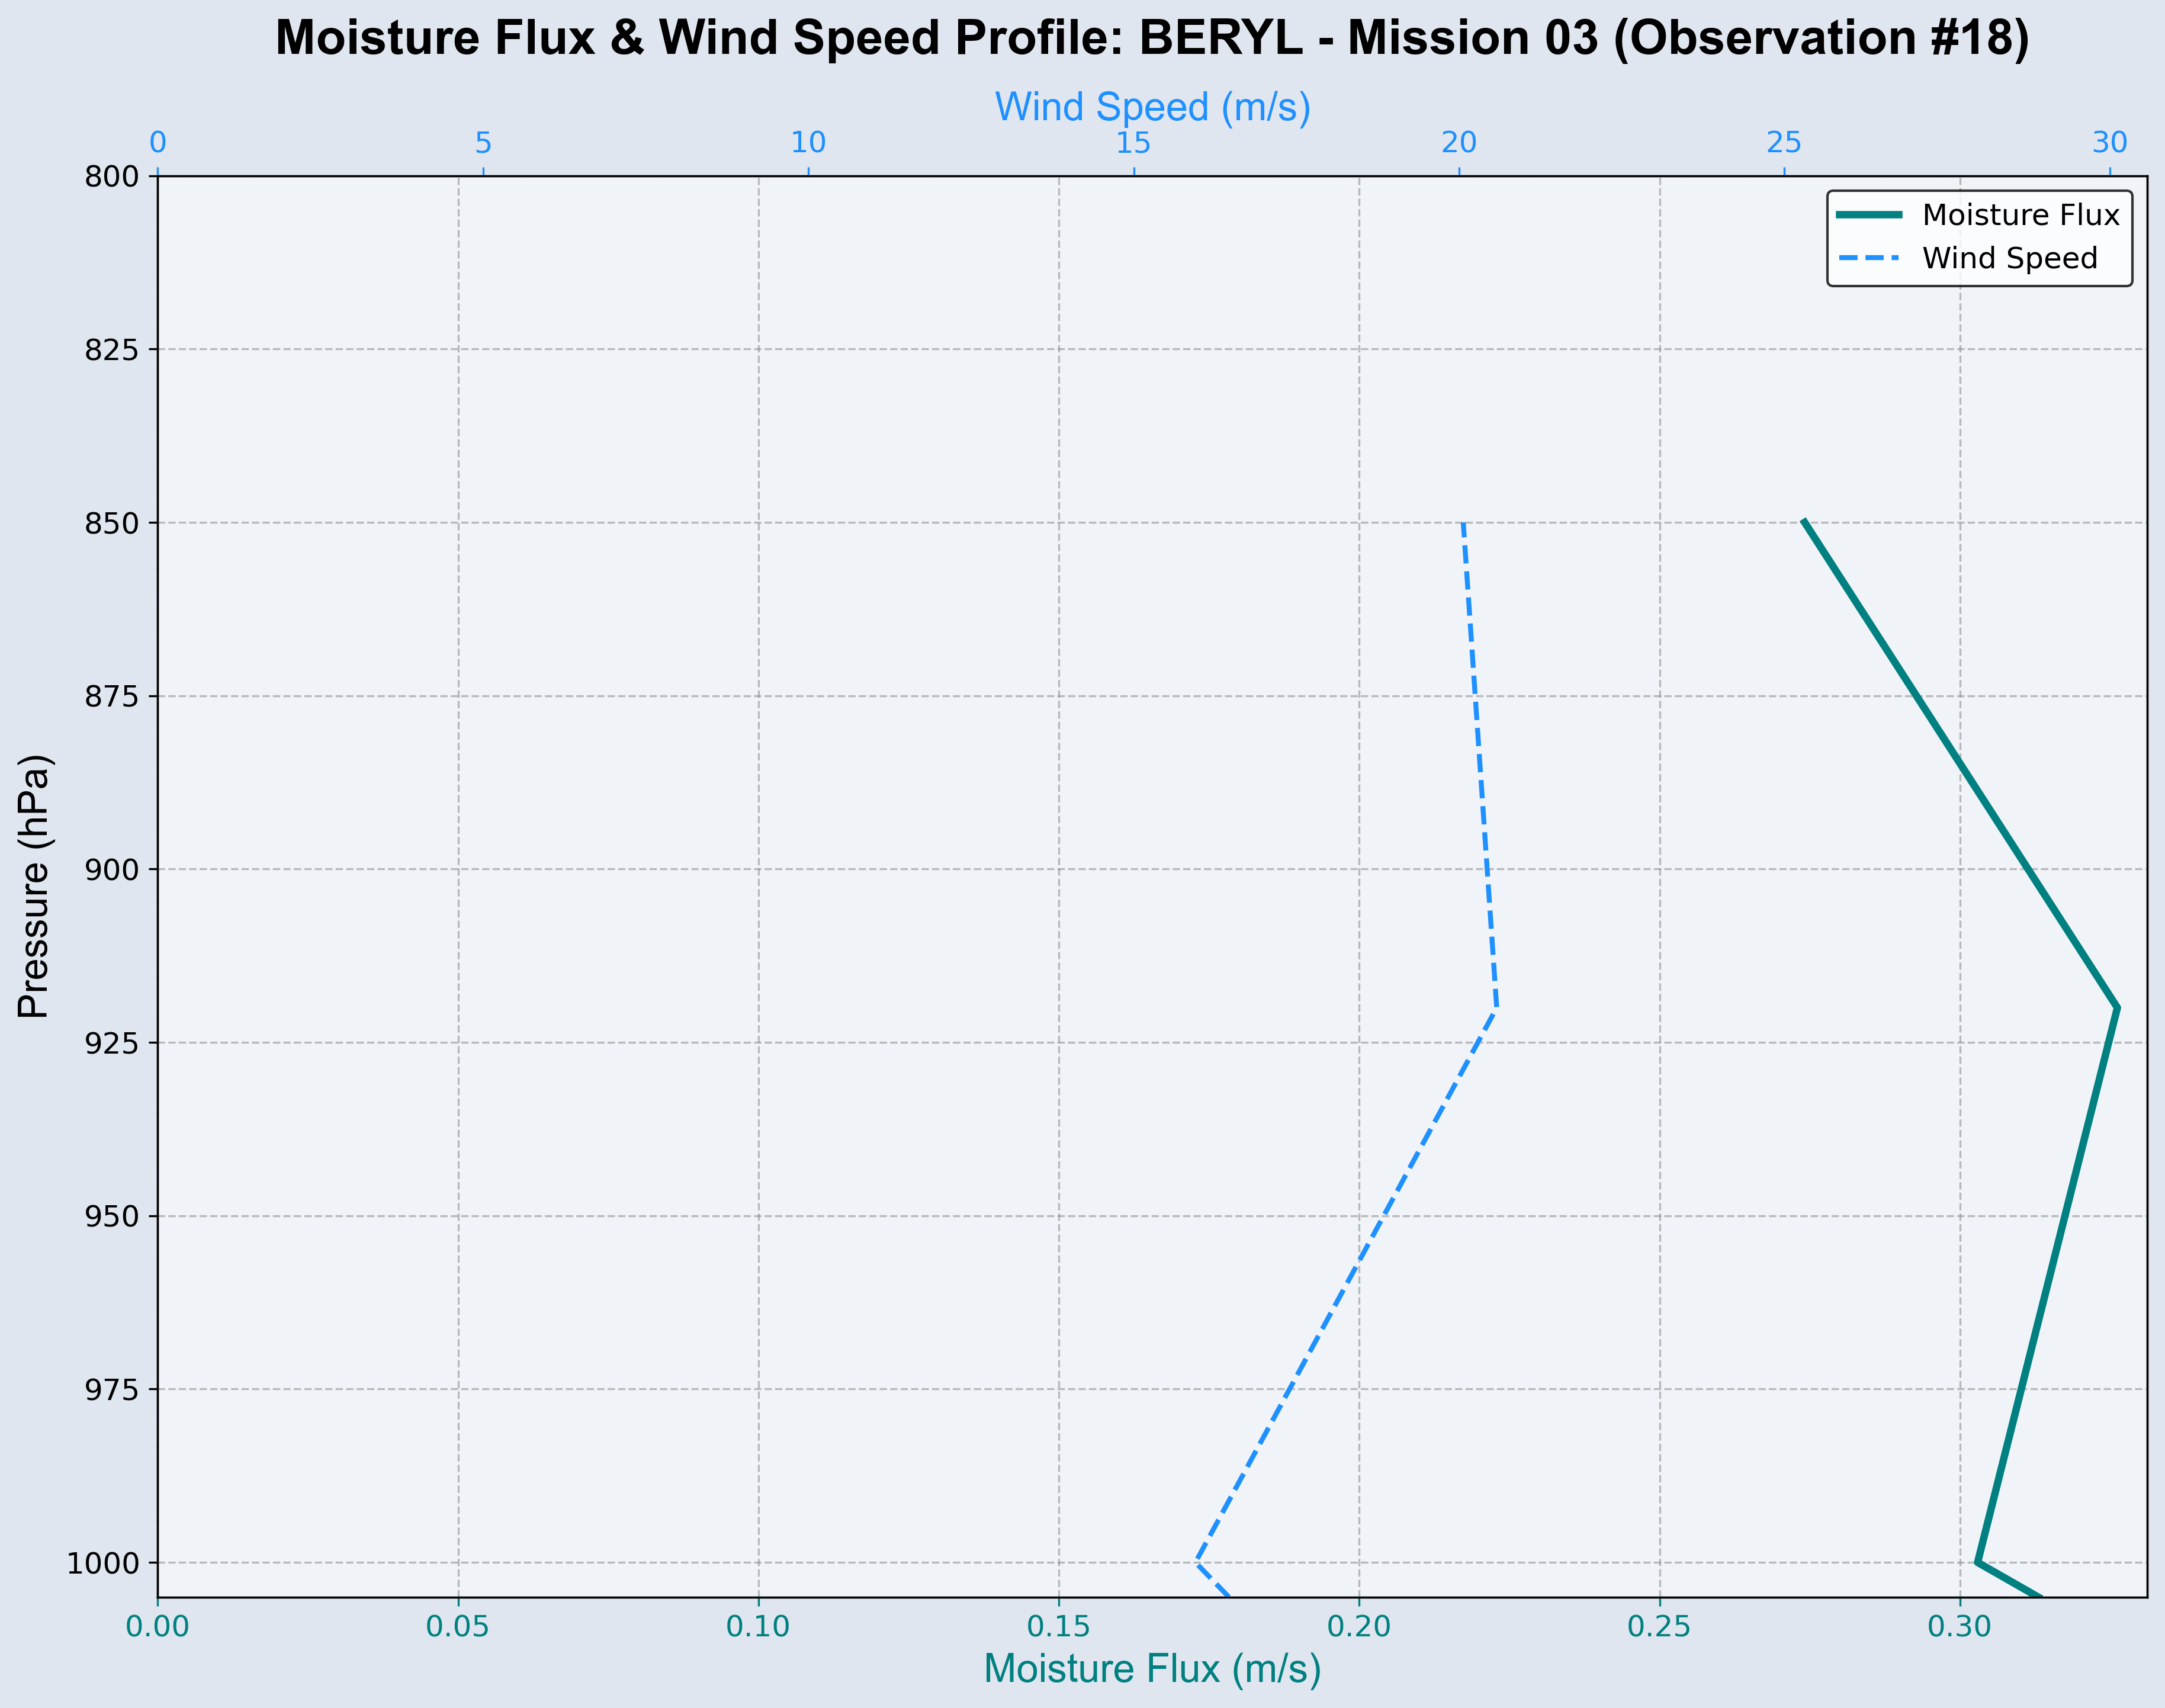 Moisture Flux & Wind Speed Profile: BERYL - Mission 03 (Observation #18)
Wind Speed (m/s)
0 5 10 15 20 25 30
Moisture Flux
Wind Speed
Pressure (hPa)
800
825
850
875
900
925
950
975
1000
0.00 0.05 0.10 0.15 0.20 0.25 0.30
Moisture Flux (m/s)